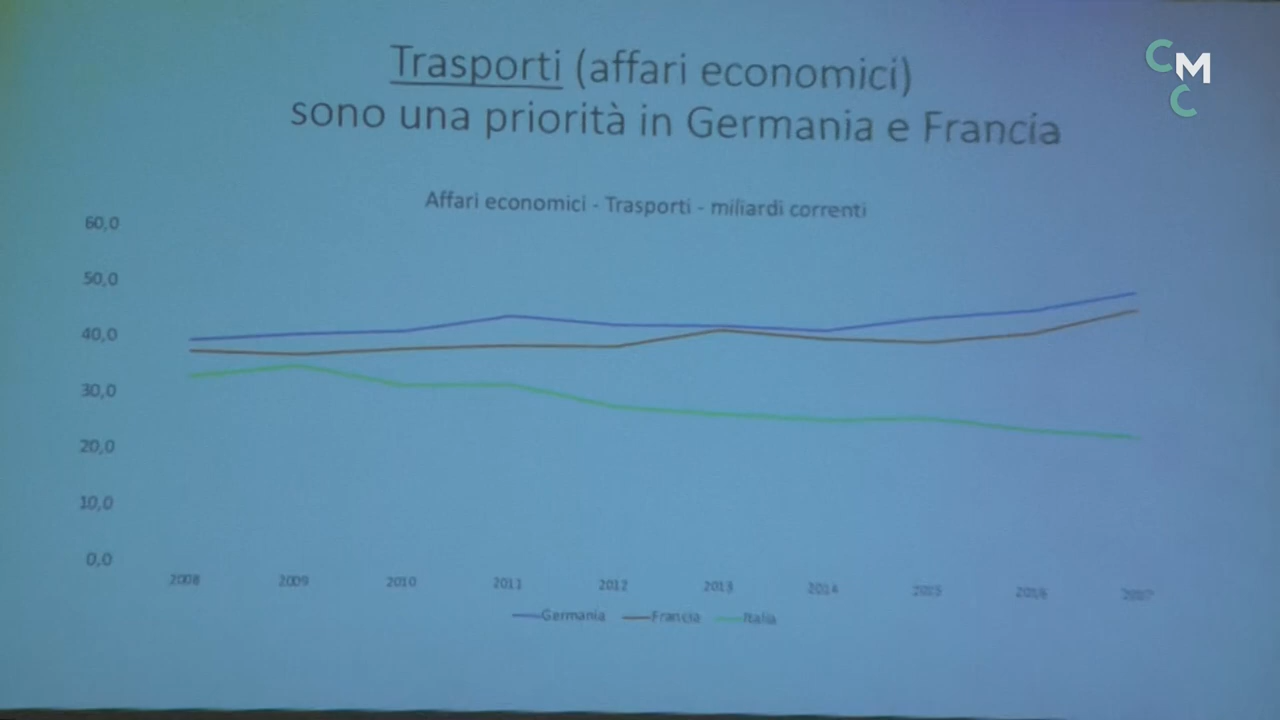 Trasporti (affari economici)
sono una priorità in Germania e Francia
CMC
Affari economici - Trasporti - miliardi correnti
60,0
50,0
40,0
30,0
20,0
10,0
0,0
2008 2009 2010 2011 2012 2013 2014 2015 2016
Germania Francia Italia